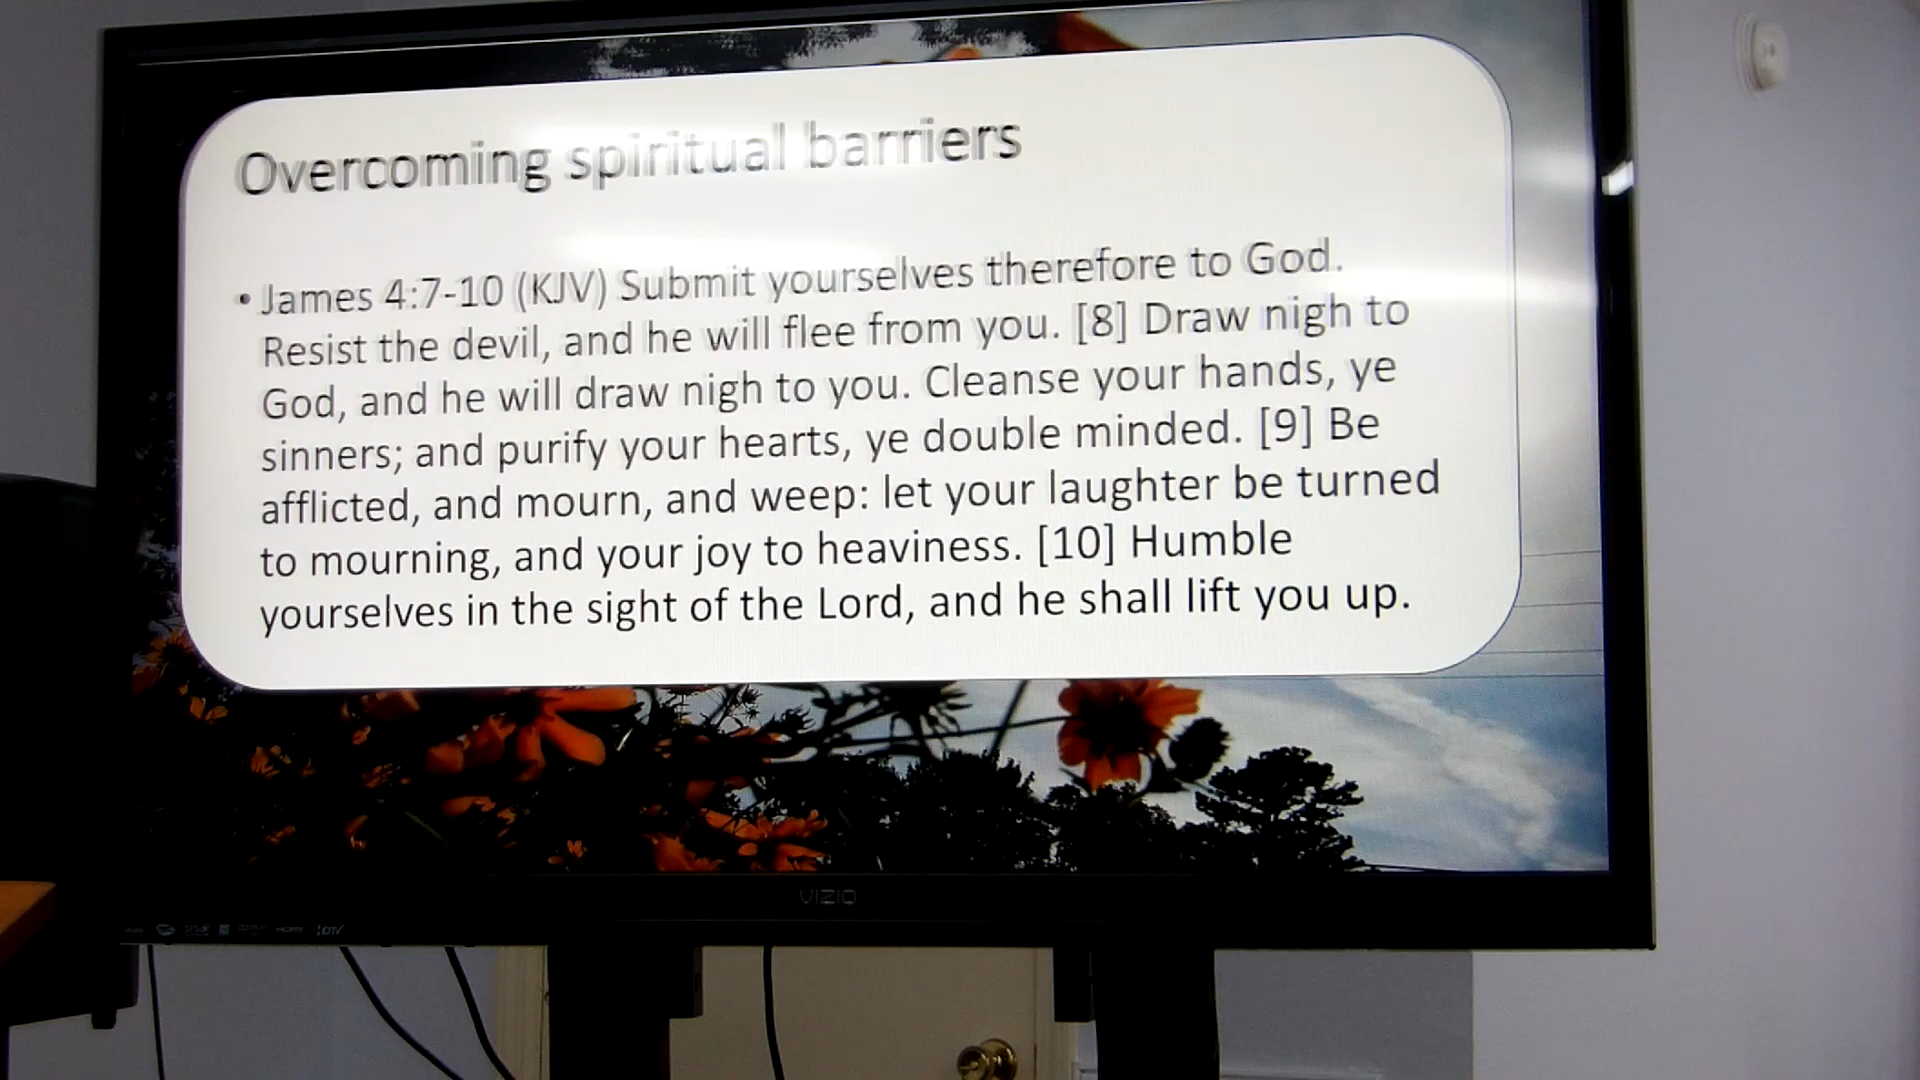 Overcoming spiritual barriers
• James 4:7-10 (KJV) Submit yourselves therefore to God.
Resist the devil, and he will flee from you. [8] Draw nigh to
God, and he will draw nigh to you. Cleanse your hands, ye
sinners; and purify your hearts, ye double minded. [9] Be
afflicted, and mourn, and weep: let your laughter be turned
to mourning, and your joy to heaviness. [10] Humble
yourselves in the sight of the Lord, and he shall lift you up.
VIZIO
HDMI